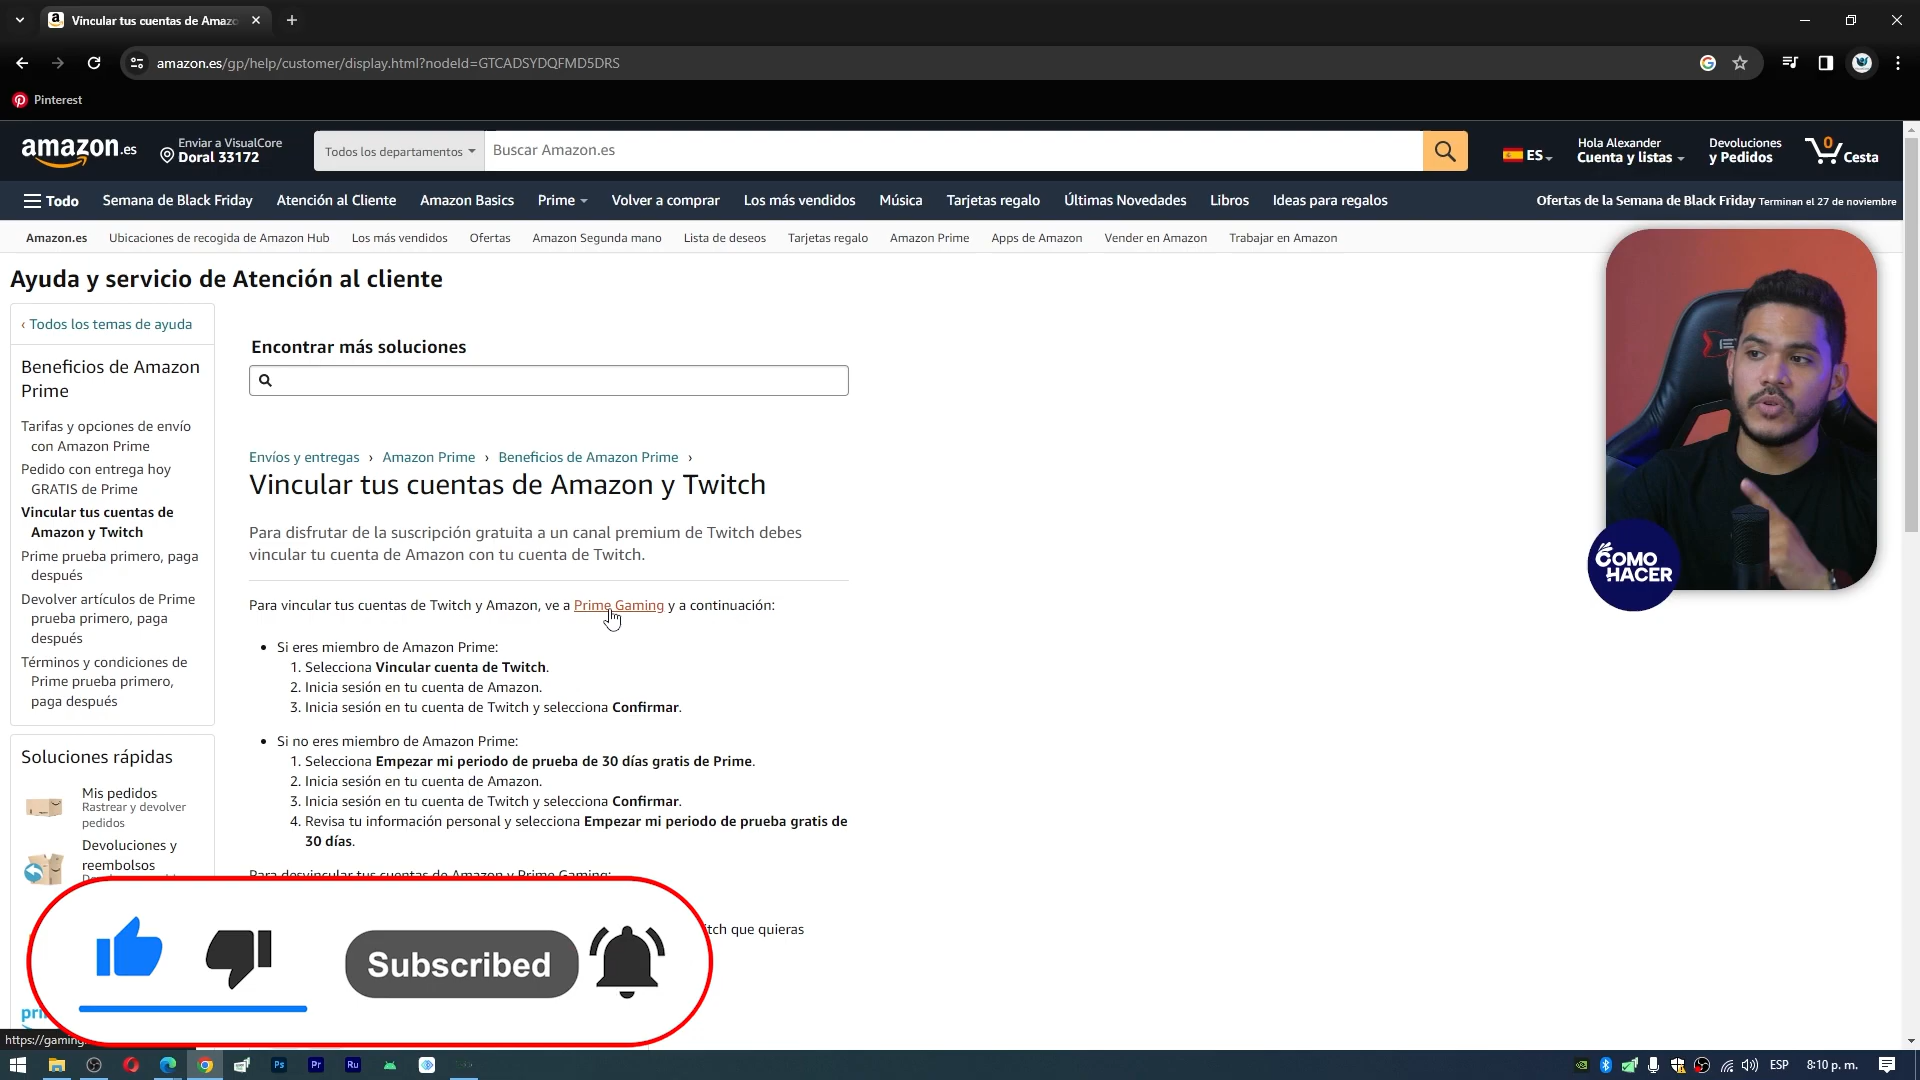 Vincular tus cuentas de Amazo
amazon.es/gp/help/customer/display.html?nodeId=GTCADSYDQFMD5DRS
Pinterest
amazon.es
Enviar a VisualCore
Doral 33172
Todos los departamentos
Buscar Amazon.es
ES
Hola Alexander
Cuenta y listas
Devoluciones
y Pedidos
0
Cesta
Todo
Semana de Black Friday
Atención al Cliente
Amazon Basics
Prime
Volver a comprar
Los más vendidos
Música
Tarjetas regalo
Últimas Novedades
Libros
Ideas para regalos
Ofertas de la Semana de Black Friday Terminan el 27 de noviembre
Amazon.es
Ubicaciones de recogida de Amazon Hub
Los más vendidos
Ofertas
Amazon Segunda mano
Lista de deseos
Tarjetas regalo
Amazon Prime
Apps de Amazon
Vender en Amazon
Trabajar en Amazon
Ayuda y servicio de Atención al cliente
‹ Todos los temas de ayuda
Beneficios de Amazon
Prime
Tarifas y opciones de envío
con Amazon Prime
Pedido con entrega hoy
GRATIS de Prime
Vincular tus cuentas de
Amazon y Twitch
Prime prueba primero, paga
después
Devolver artículos de Prime
prueba primero, paga
después
Términos y condiciones de
Prime prueba primero,
paga después
Soluciones rápidas
Mis pedidos
Rastrear y devolver
pedidos
Devoluciones y
reembolsos
Encontrar más soluciones
Envíos y entregas › Amazon Prime › Beneficios de Amazon Prime ›
Vincular tus cuentas de Amazon y Twitch
Para disfrutar de la suscripción gratuita a un canal premium de Twitch debes
vincular tu cuenta de Amazon con tu cuenta de Twitch.
Para vincular tus cuentas de Twitch y Amazon, ve a Prime Gaming y a continuación:
• Si eres miembro de Amazon Prime:
1. Selecciona Vincular cuenta de Twitch.
2. Inicia sesión en tu cuenta de Amazon.
3. Inicia sesión en tu cuenta de Twitch y selecciona Confirmar.
• Si no eres miembro de Amazon Prime:
1. Selecciona Empezar mi periodo de prueba de 30 días gratis de Prime.
2. Inicia sesión en tu cuenta de Amazon.
3. Inicia sesión en tu cuenta de Twitch y selecciona Confirmar.
4. Revisa tu información personal y selecciona Empezar mi periodo de prueba gratis de
30 días.
Para desvincular tus cuentas de Amazon y Prime Gaming:
itch que quieras
COMO
HACER
Subscribed
pri
https://gaming
Ps
Pr
Ru
ESP
8:10 p. m.